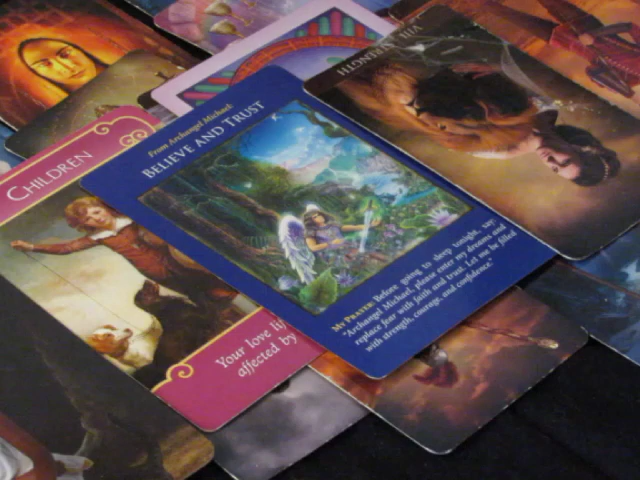 CHILDREN
Your love li
affected by
From Archangel Michael:
BELIEVE AND TRUST
MY PRAYER: Before going to sleep tonight, say:
"Archangel Michael, please enter my dreams and
replace fear with faith and trust. Let me be filled
with strength, courage, and confidence."
VIII STRENGTH